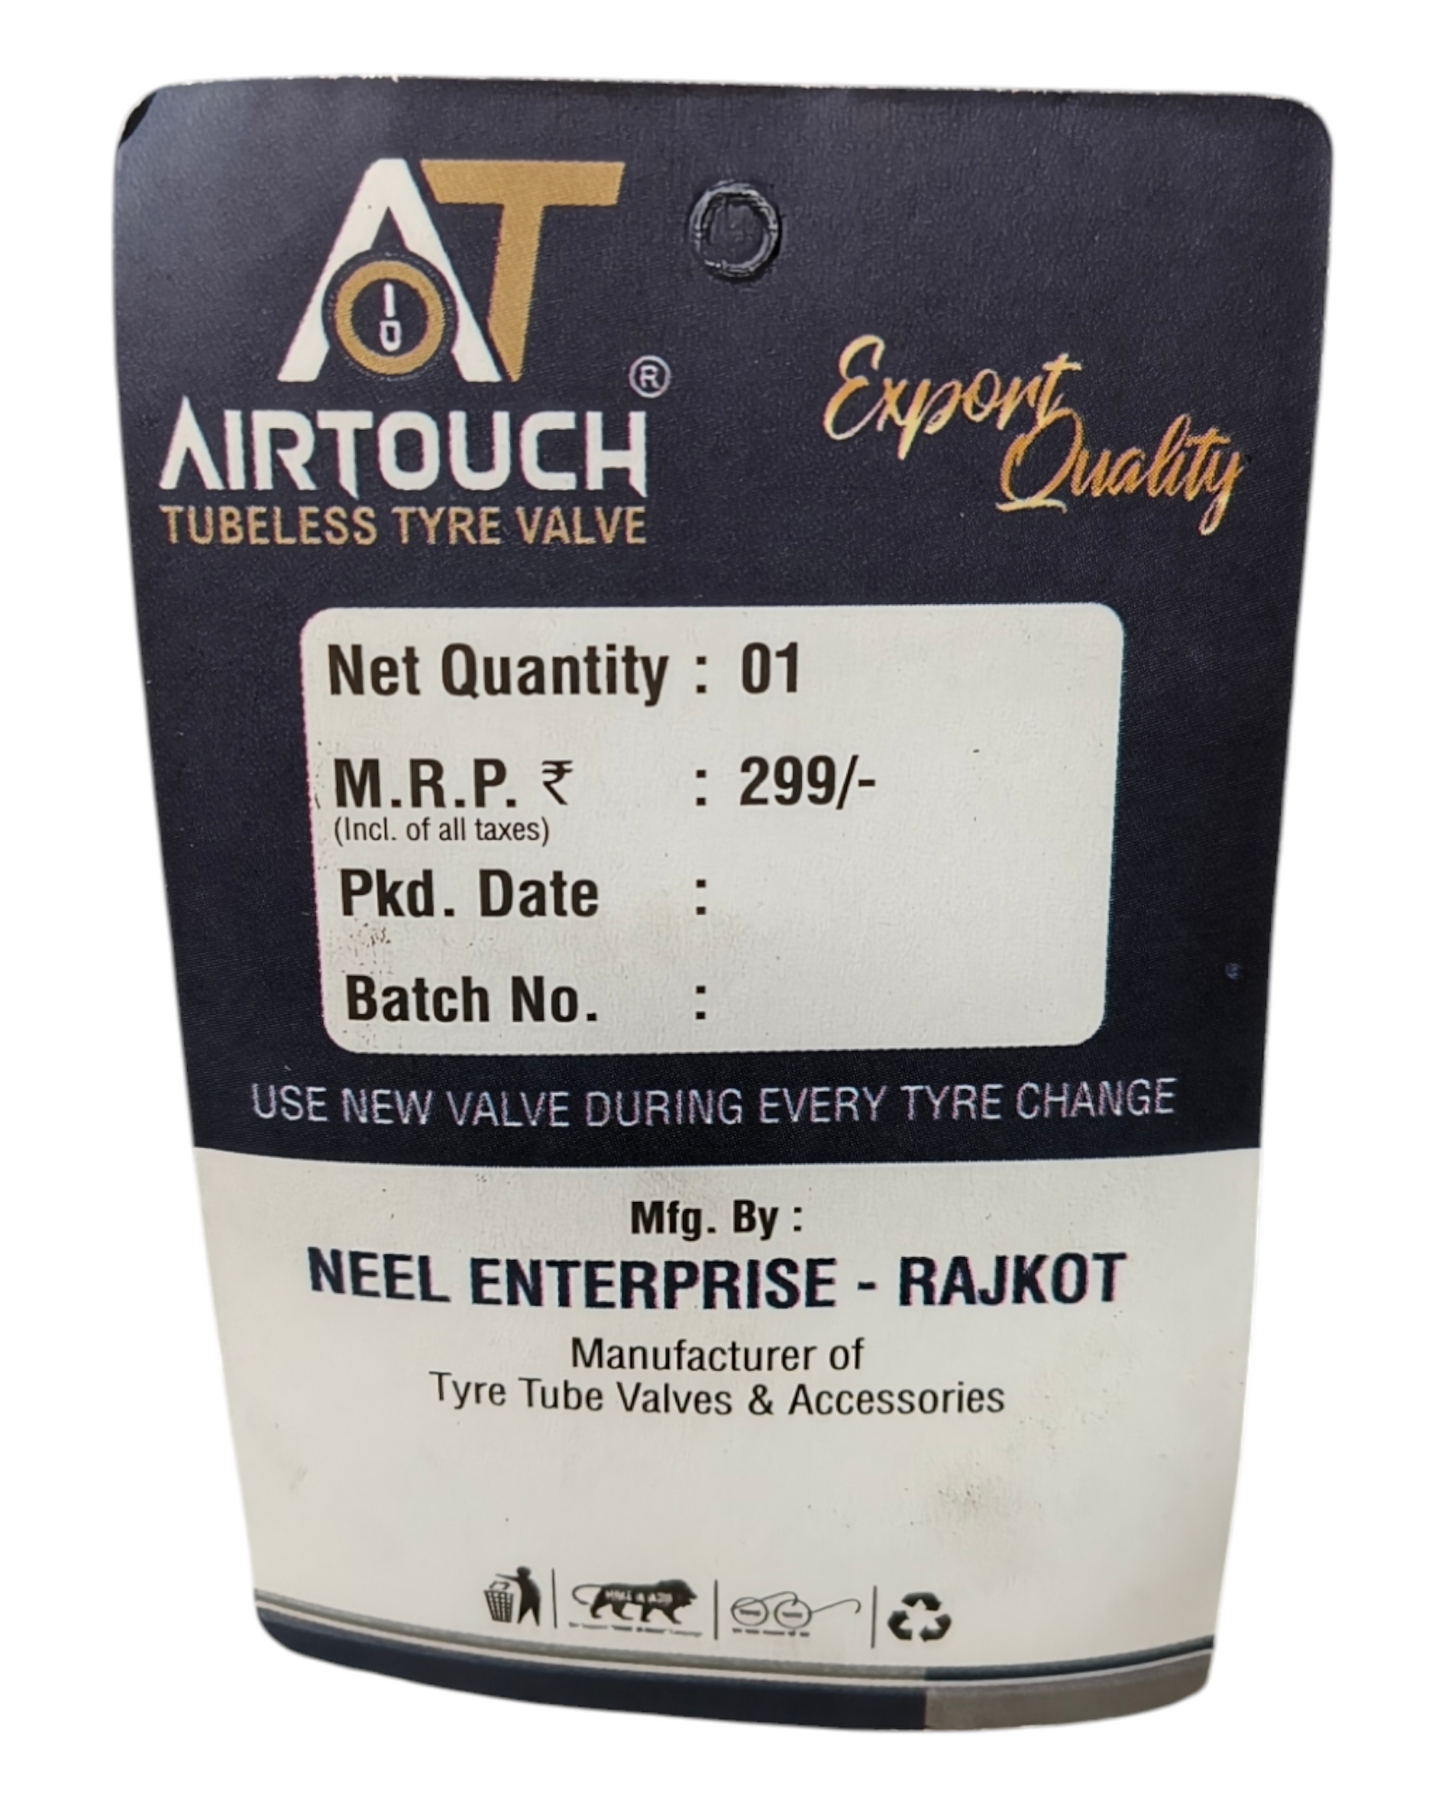 AT
AIRTOUCH ®
TUBELESS TYRE VALVE
Export
Quality
Net Quantity : 01
M.R.P. ₹ : 299/-
(Incl. of all taxes)
Pkd. Date :
Batch No. :
USE NEW VALVE DURING EVERY TYRE CHANGE
Mfg. By :
NEEL ENTERPRISE - RAJKOT
Manufacturer of
Tyre Tube Valves & Accessories